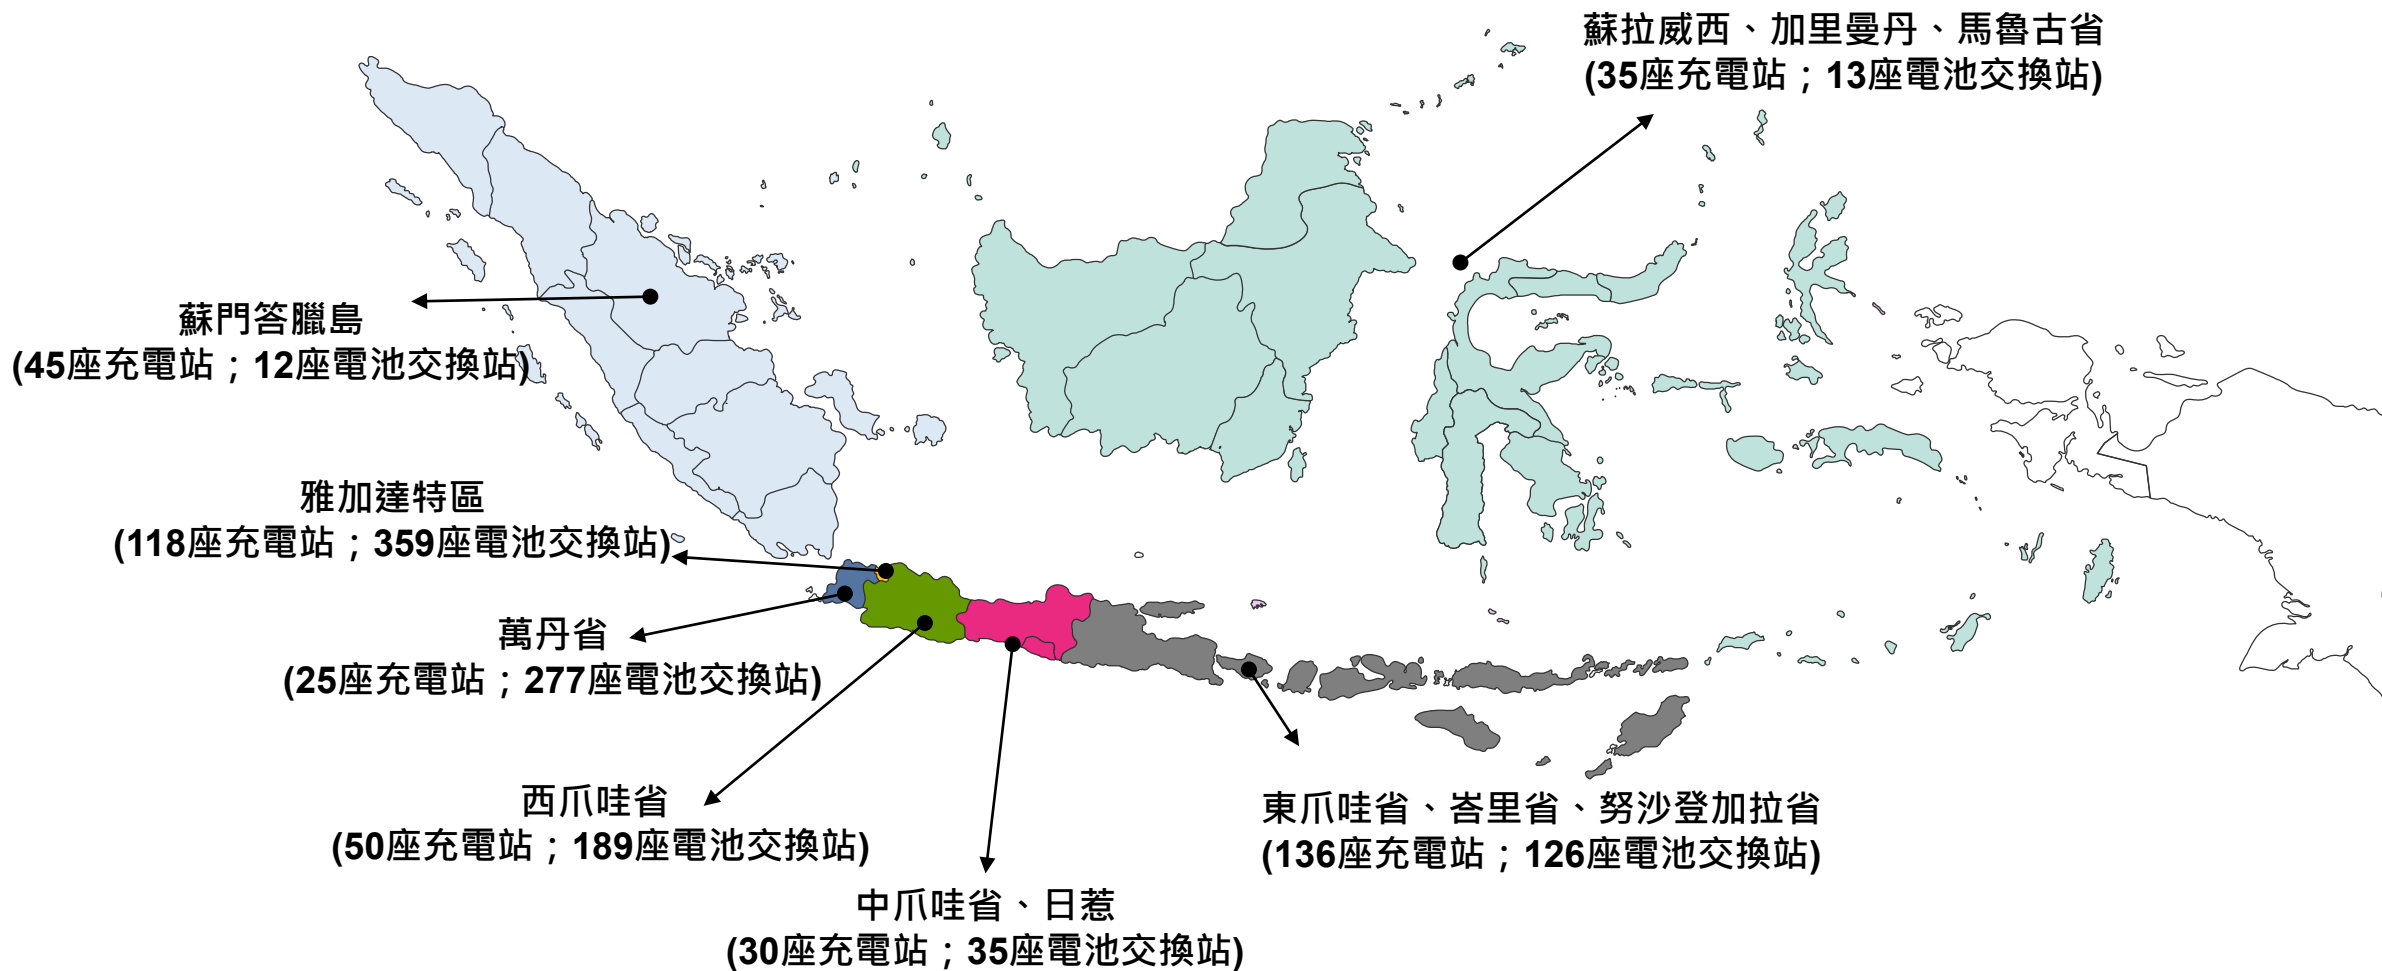 蘇拉威西、加里曼丹、馬魯古省
(35座充電站；13座電池交換站)
蘇門答臘島
(45座充電站；12座電池交換站)
雅加達特區
(118座充電站；359座電池交換站)
萬丹省
(25座充電站；277座電池交換站)
西爪哇省
(50座充電站；189座電池交換站)
東爪哇省、峇里省、努沙登加拉省
(136座充電站；126座電池交換站)
中爪哇省、日惹
(30座充電站；35座電池交換站)